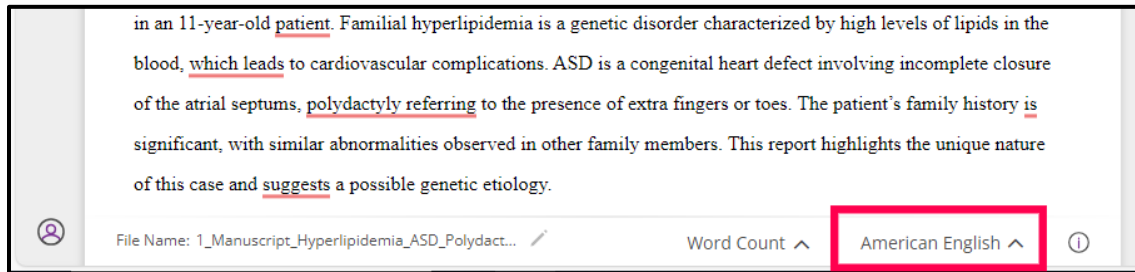 in an 11-year-old patient. Familial hyperlipidemia is a genetic disorder characterized by high levels of lipids in the
blood, which leads to cardiovascular complications. ASD is a congenital heart defect involving incomplete closure
of the atrial septums, polydactyly referring to the presence of extra fingers or toes. The patient’s family history is
significant, with similar abnormalities observed in other family members. This report highlights the unique nature
of this case and suggests a possible genetic etiology.
File Name: 1_Manuscript_Hyperlipidemia_ASD_Polydact... Word Count American English